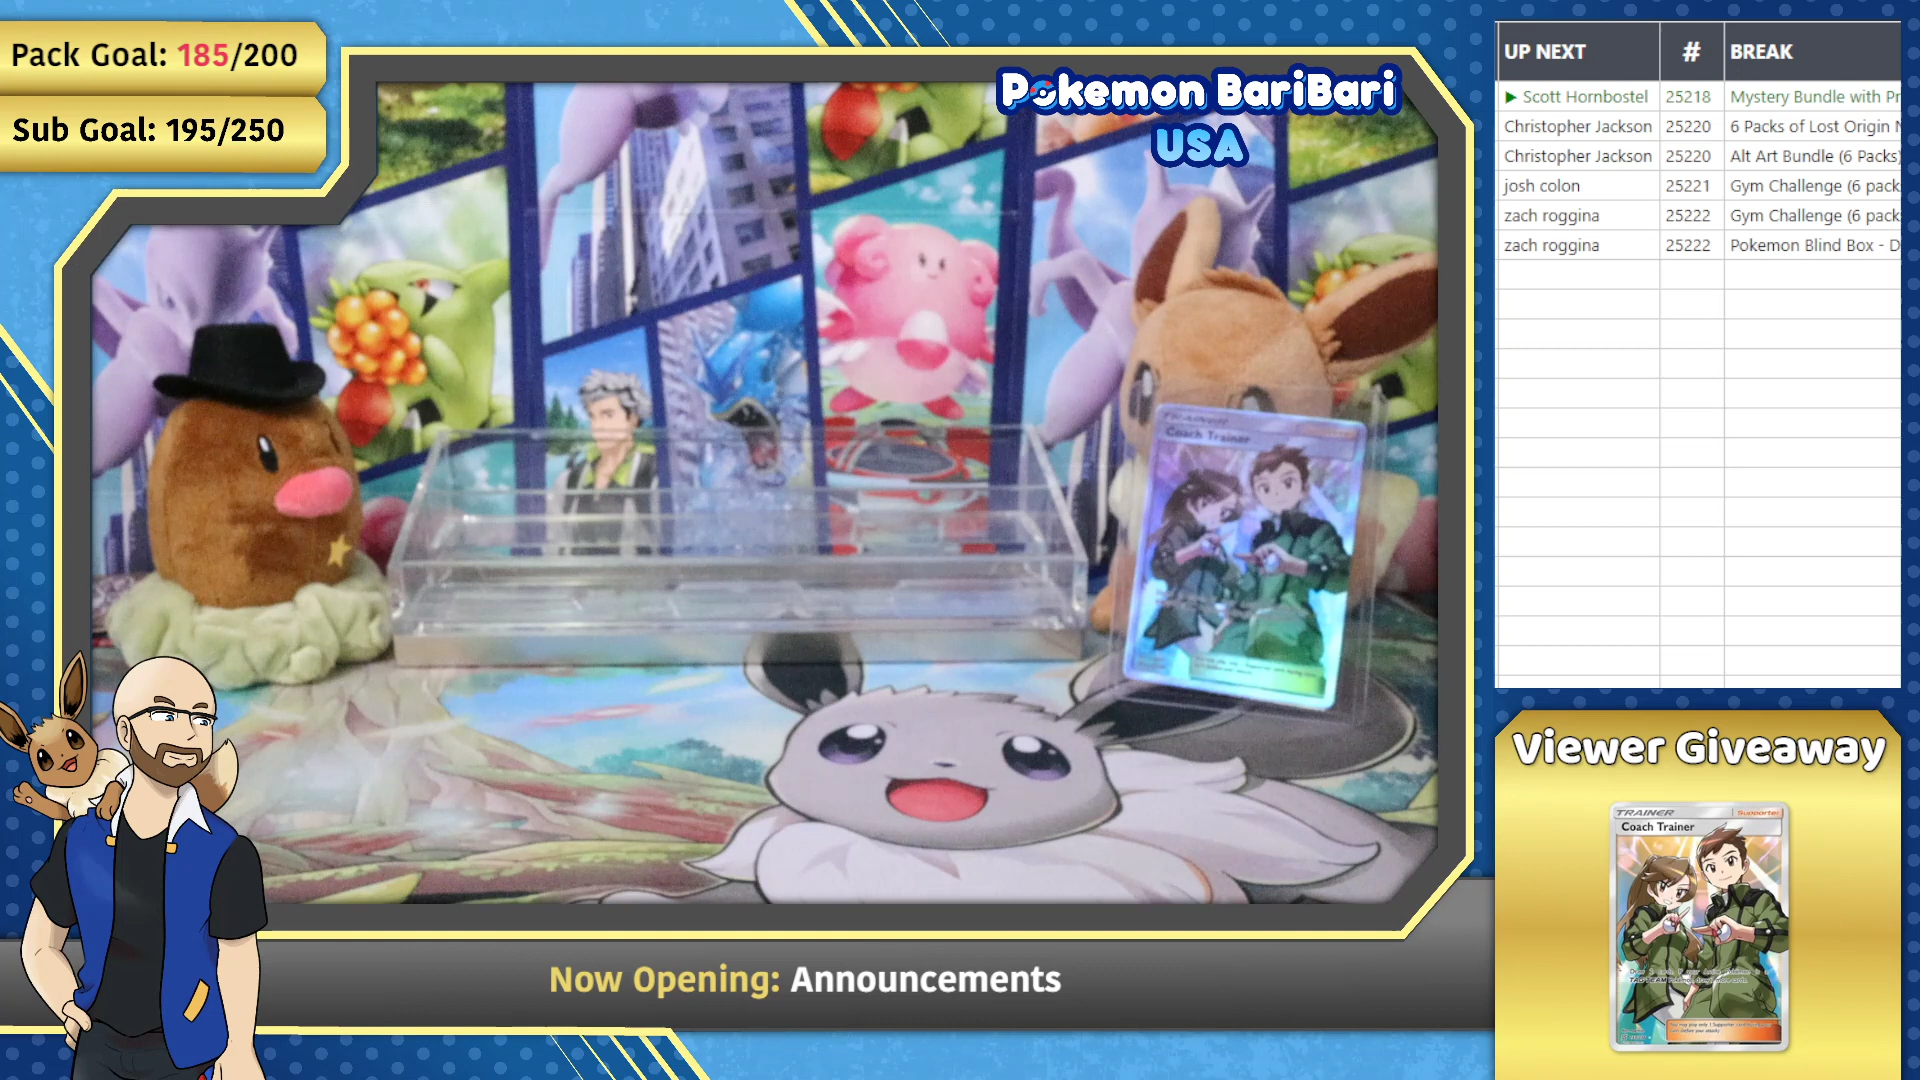 Pack Goal: 185/200
Sub Goal: 195/250
Pokemon BariBari
USA
UP NEXT # BREAK
▶ Scott Hornbostel 25218 Mystery Bundle with Pr
Christopher Jackson 25220 6 Packs of Lost Origin
Christopher Jackson 25220 Alt Art Bundle (6 Packs)
josh colon 25221 Gym Challenge (6 pack
zach roggina 25222 Gym Challenge (6 pack
zach roggina 25222 Pokemon Blind Box - D
TRAINER
Coach Trainer
Viewer Giveaway
TRAINER Supporter
Coach Trainer
Now Opening: Announcements